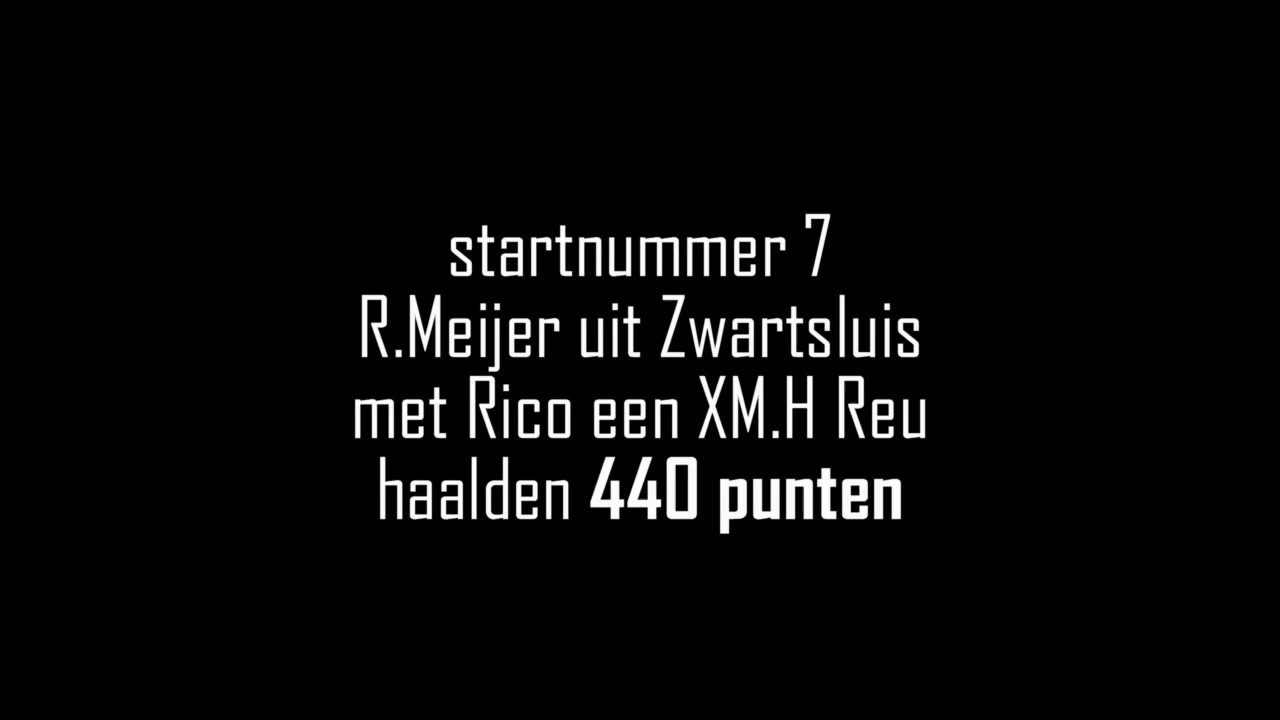 startnummer 7
R.Meijer uit Zwartsluis
met Rico een XM.H Reu
haalden 440 punten